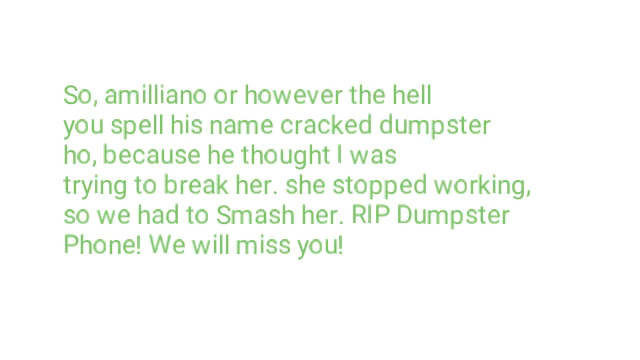 So, amilliano or however the hell
you spell his name cracked dumpster
ho, because he thought I was
trying to break her. she stopped working,
so we had to Smash her. RIP Dumpster
Phone! We will miss you!